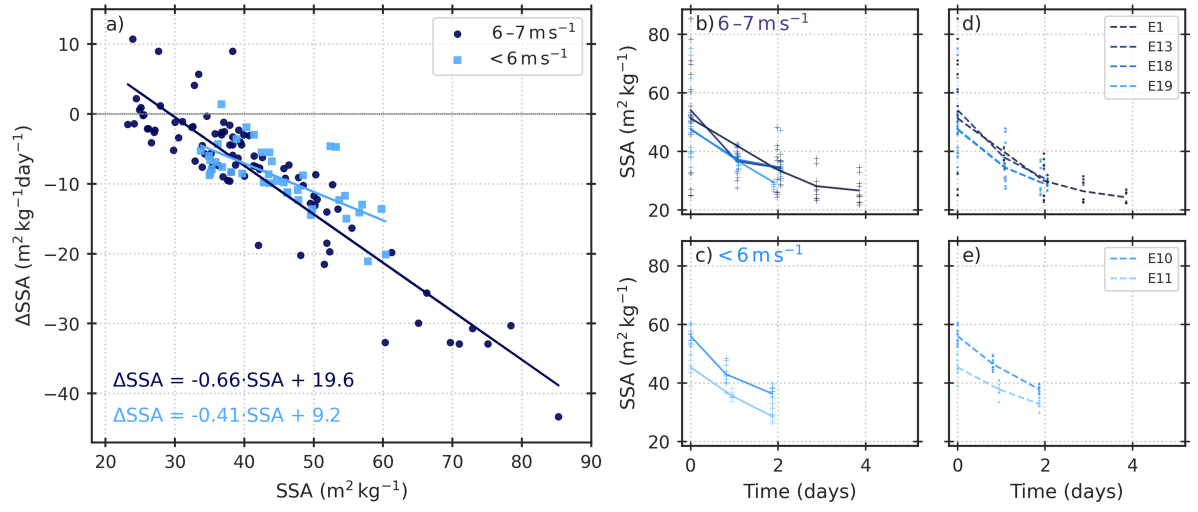 a)
6–7 m s⁻¹
< 6 m s⁻¹
10
0
−10
−20
−30
−40
ΔSSA (m² kg⁻¹day⁻¹)
ΔSSA = -0.66·SSA + 19.6
ΔSSA = -0.41·SSA + 9.2
20 30 40 50 60 70 80 90
SSA (m² kg⁻¹)
b) 6–7 m s⁻¹
80
60
40
20
SSA (m² kg⁻¹)
d)
E1
E13
E18
E19
c) < 6 m s⁻¹
80
60
40
20
SSA (m² kg⁻¹)
0 2 4
Time (days)
e)
E10
E11
0 2 4
Time (days)